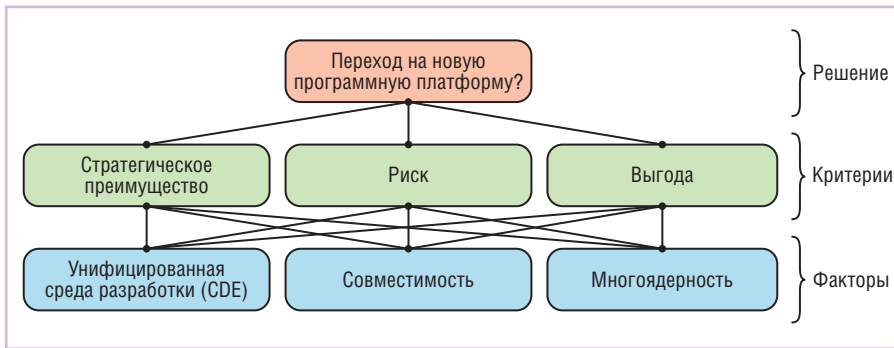 Переход на новую
программную платформу?
Решение
Стратегическое
преимущество
Риск
Выгода
Критерии
Унифицированная
среда разработки (CDE)
Совместимость
Многоядерность
Факторы